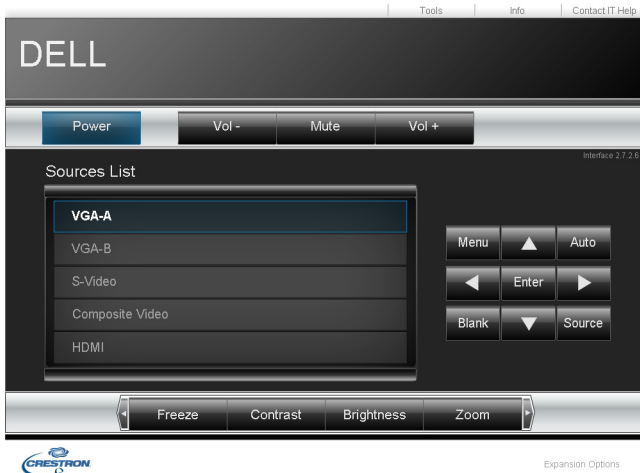 Tools Info Contact IT Help
DELL
Power Vol - Mute Vol +
Interface 2.7.2.6
Sources List
VGA-A
VGA-B
S-Video
Composite Video
HDMI
Menu Auto
Enter
Blank Source
Freeze Contrast Brightness Zoom
CRESTRON
Expansion Options